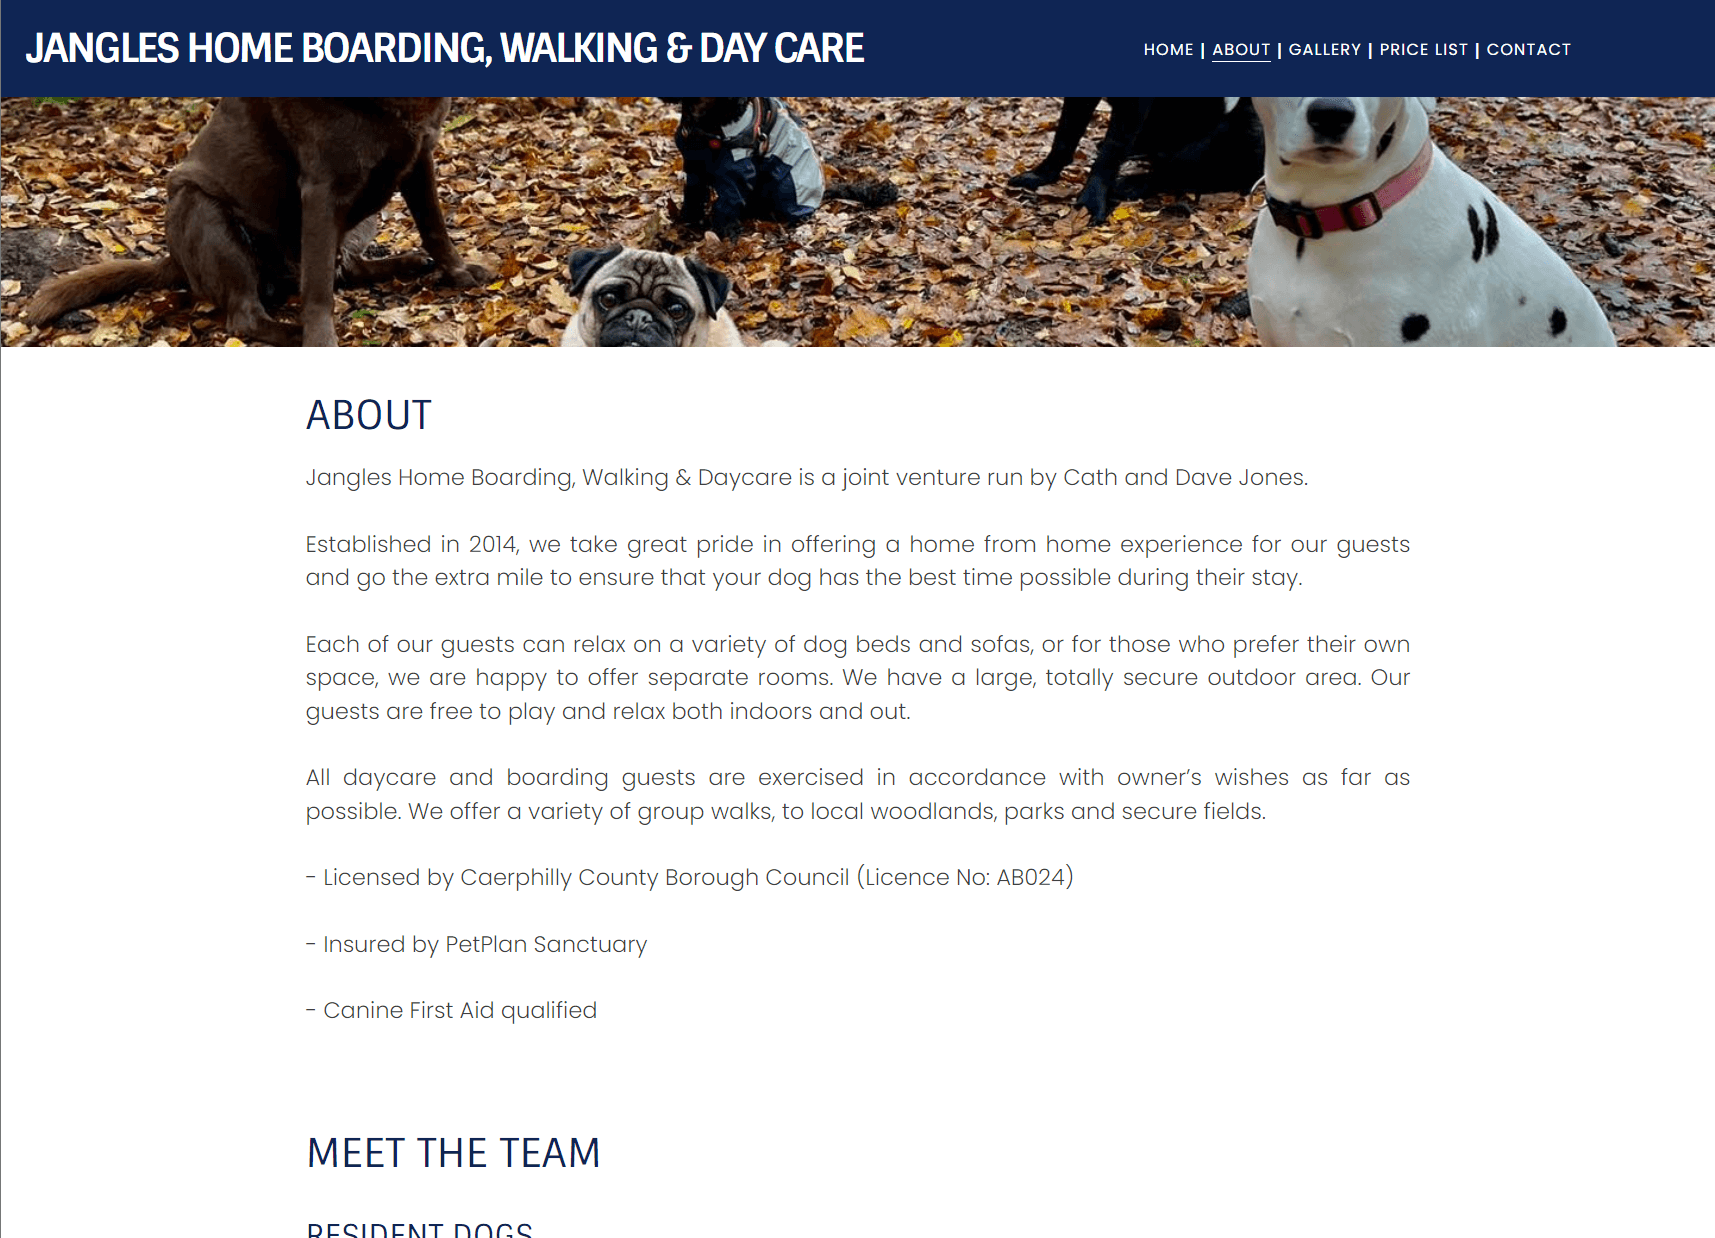 JANGLES HOME BOARDING, WALKING & DAY CARE
HOME | ABOUT | GALLERY | PRICE LIST | CONTACT
ABOUT
Jangles Home Boarding, Walking & Daycare is a joint venture run by Cath and Dave Jones.
Established in 2014, we take great pride in offering a home from home experience for our guests
and go the extra mile to ensure that your dog has the best time possible during their stay.
Each of our guests can relax on a variety of dog beds and sofas, or for those who prefer their own
space, we are happy to offer separate rooms. We have a large, totally secure outdoor area. Our
guests are free to play and relax both indoors and out.
All daycare and boarding guests are exercised in accordance with owner’s wishes as far as
possible. We offer a variety of group walks, to local woodlands, parks and secure fields.
- Licensed by Caerphilly County Borough Council (Licence No: AB024)
- Insured by PetPlan Sanctuary
- Canine First Aid qualified
MEET THE TEAM
RESIDENT DOGS